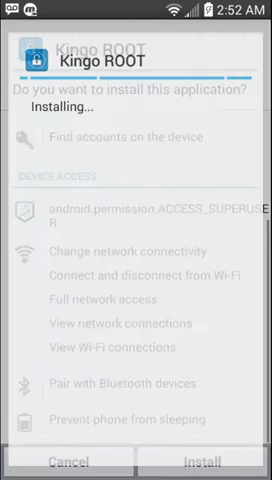 2:52 AM
Kingo ROOT
Kingo ROOT
Do you want to install this application?
Installing...
Find accounts on the device
DEVICE ACCESS
android.permission.ACCESS_SUPERUSE
R
Change network connectivity
Connect and disconnect from Wi-Fi
Full network access
View network connections
View Wi-Fi connections
Pair with Bluetooth devices
Prevent phone from sleeping
Cancel
Install